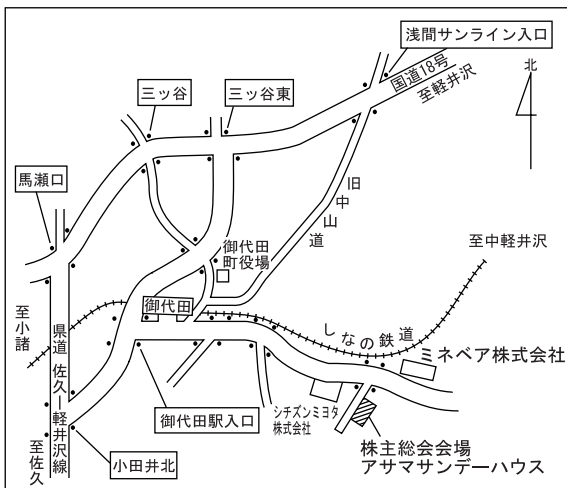 浅間サンライン入口
国道18号
至軽井沢
北
三ッ谷
三ッ谷東
馬瀬口
旧中山道
御代田
町役場
至中軽井沢
至小諸
御代田
しなの鉄道
ミネベア株式会社
県道 佐久ー軽井沢線
御代田駅入口
シチズンミヨタ
株式会社
小田井北
至佐久
株主総会会場
アサマサンデーハウス